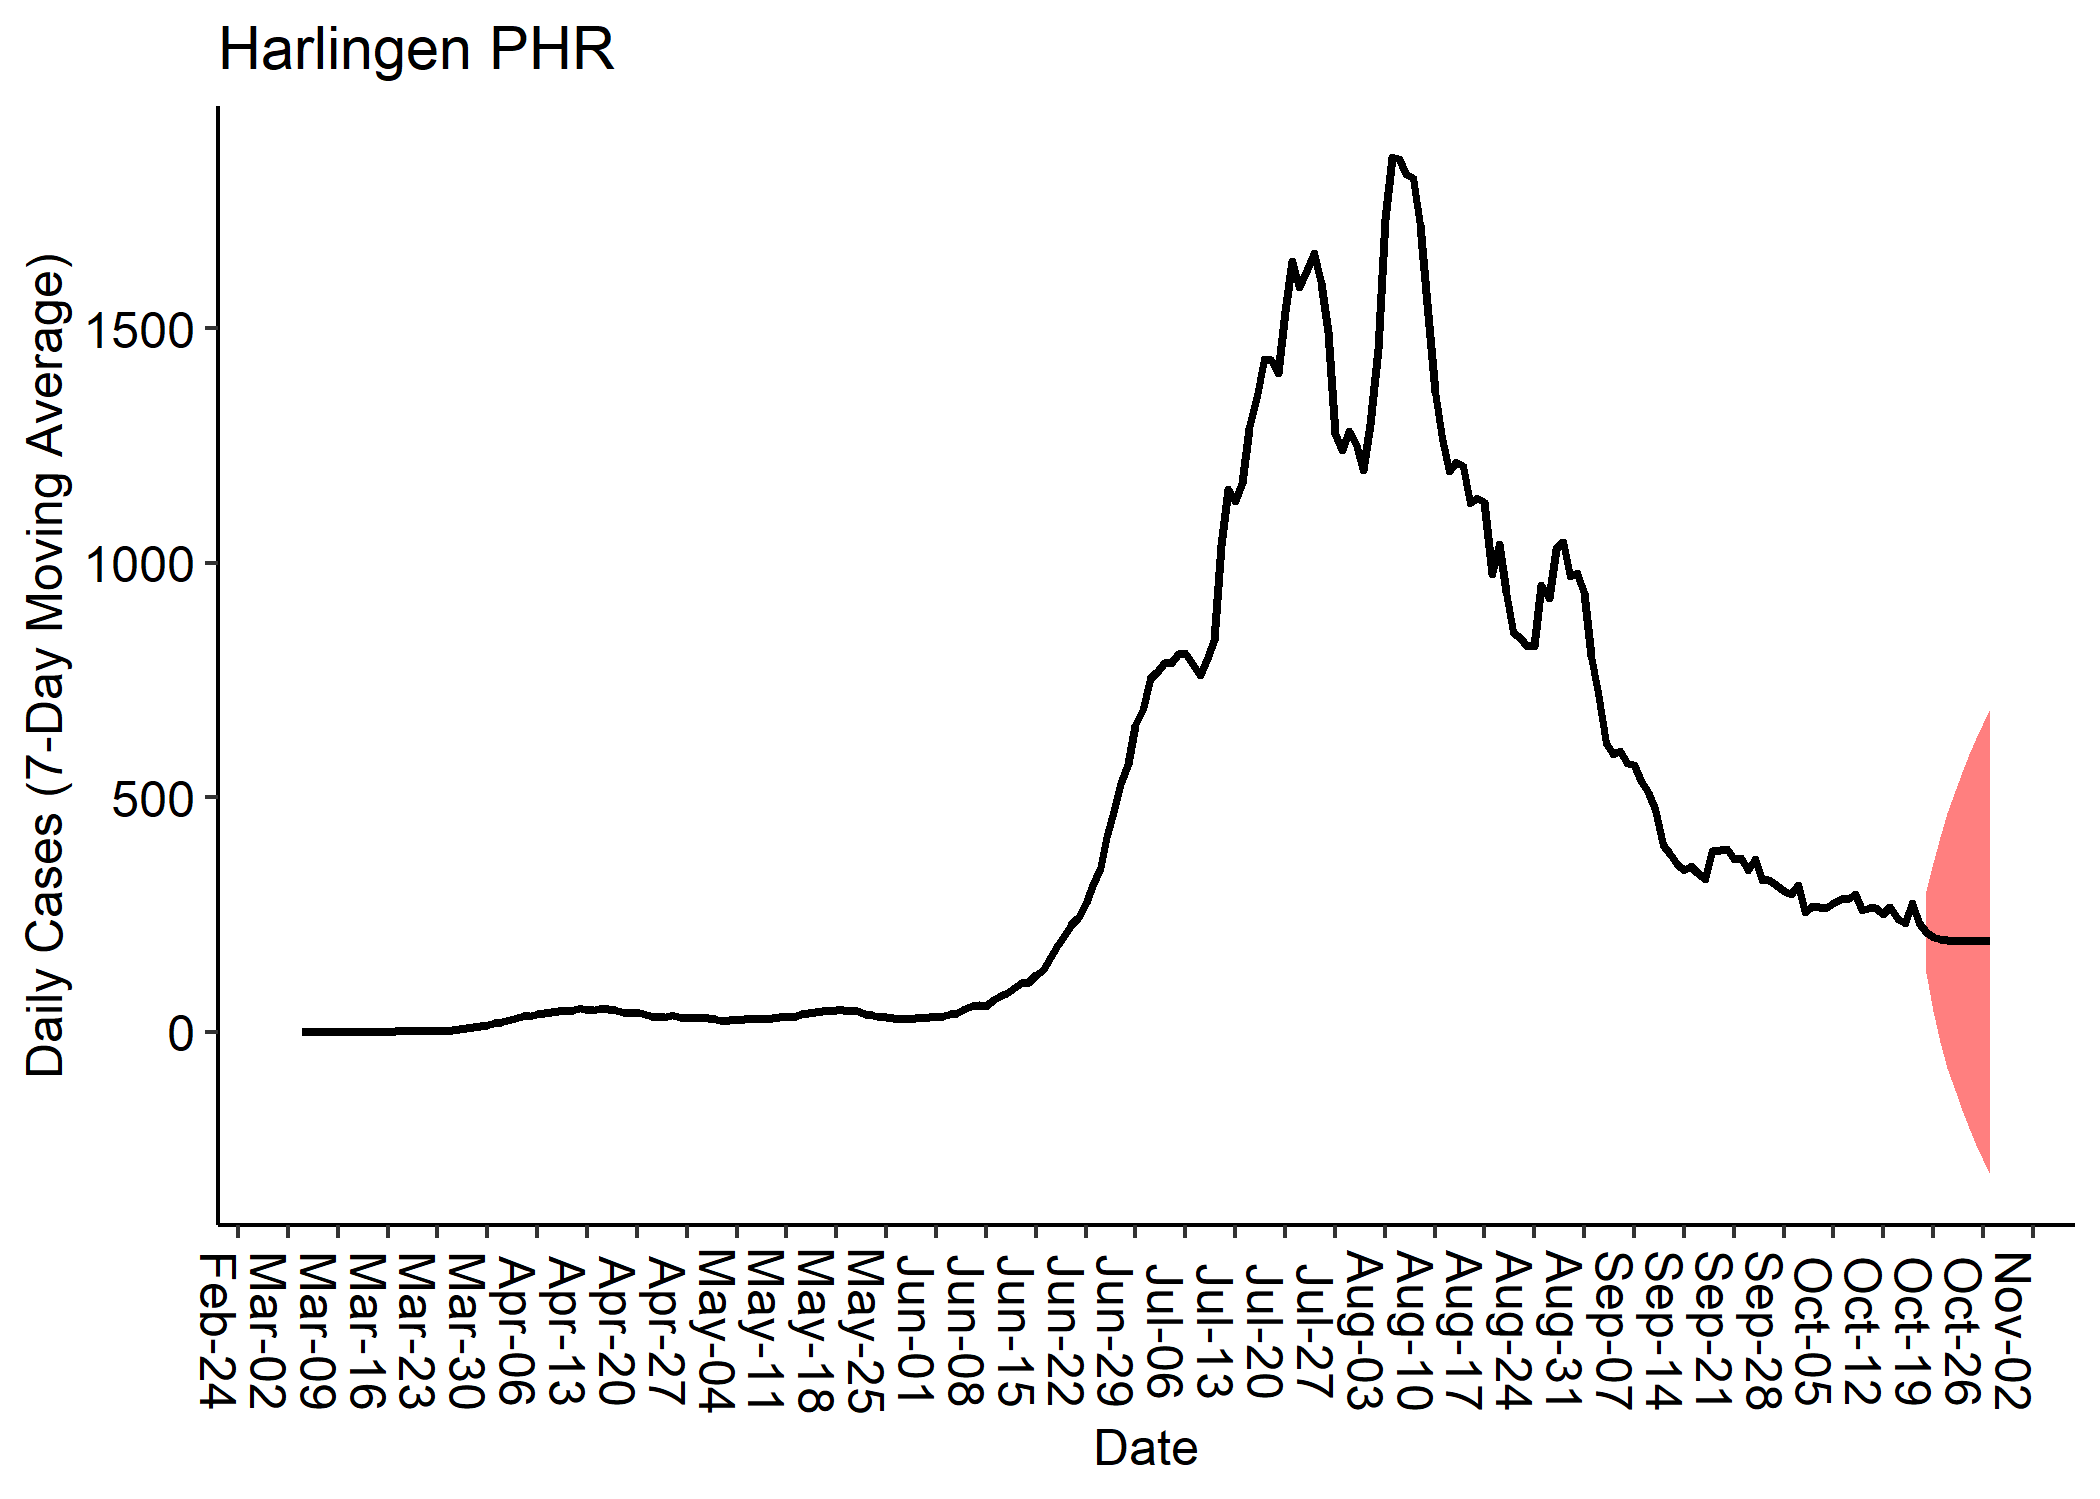 Harlingen PHR
Daily Cases (7-Day Moving Average)
1500
1000
500
0
Feb-24
Mar-02
Mar-09
Mar-16
Mar-23
Mar-30
Apr-06
Apr-13
Apr-20
Apr-27
May-04
May-11
May-18
May-25
Jun-01
Jun-08
Jun-15
Jun-22
Jun-29
Jul-06
Jul-13
Jul-20
Jul-27
Aug-03
Aug-10
Aug-17
Aug-24
Aug-31
Sep-07
Sep-14
Sep-21
Sep-28
Oct-05
Oct-12
Oct-19
Oct-26
Nov-02
Date